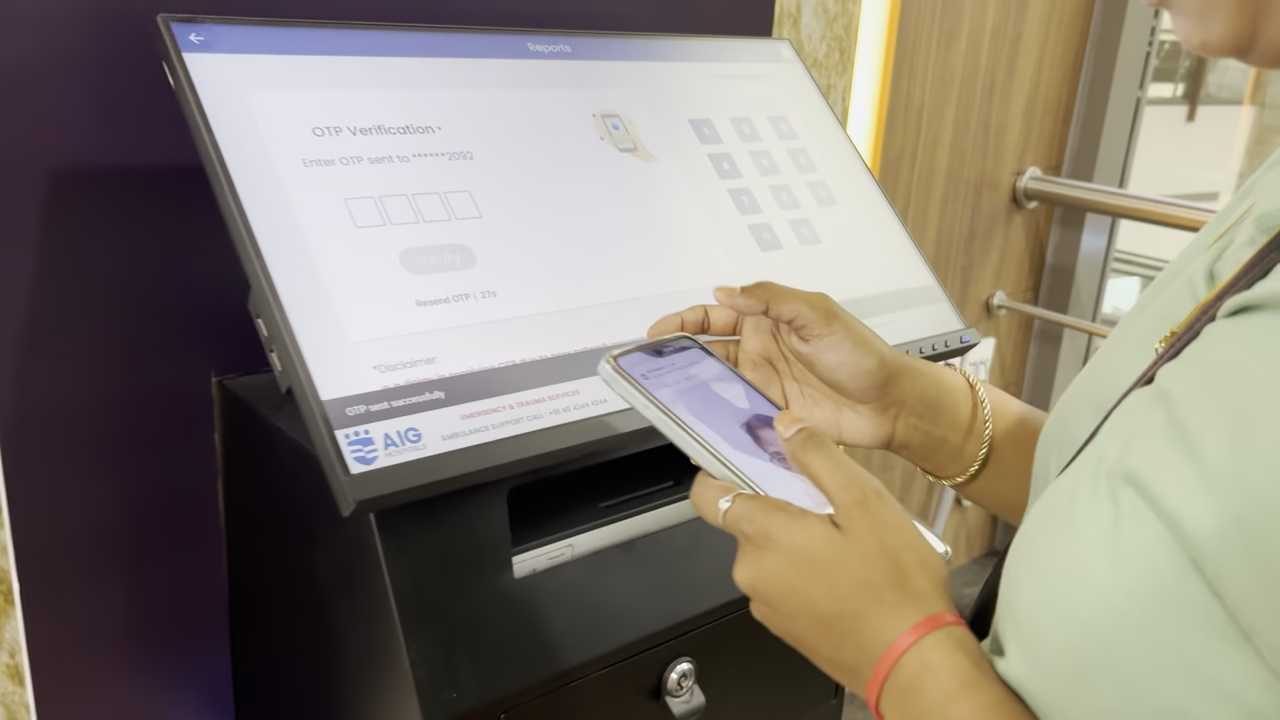 Reports
OTP Verification*
Enter OTP sent to ******2092
Verify
Resend OTP | 27s
*Disclaimer:
OTP sent successfully
AIG
HOSPITALS
EMERGENCY & TRAUMA SERVICES
AMBULANCE SUPPORT CALL : +91 40 4244 4244